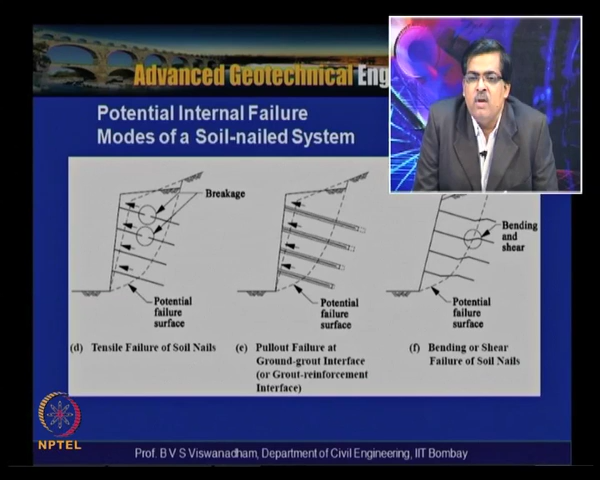 Advanced Geotechnical Eng
Potential Internal Failure
Modes of a Soil-nailed System
Breakage
Potential
failure
surface
Potential
failure
surface
Bending
and
shear
Potential
failure
surface
(d) Tensile Failure of Soil Nails
(e) Pullout Failure at
Ground-grout Interface
(or Grout-reinforcement
Interface)
(f) Bending or Shear
Failure of Soil Nails
NPTEL
Prof. B V S Viswanadham, Department of Civil Engineering, IIT Bombay